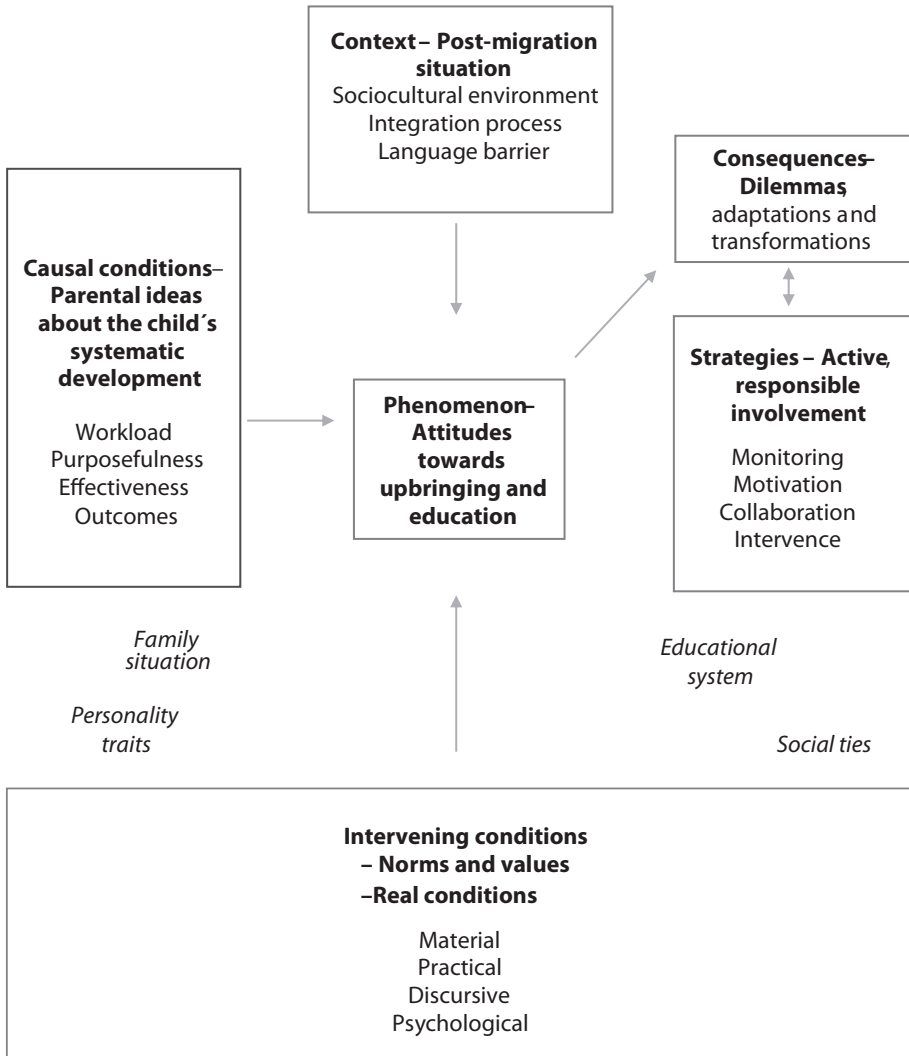 Context – Post-migration
situation
Sociocultural environment
Integration process
Language barrier
Consequences–
Dilemmas,
adaptations and
transformations
Causal conditions–
Parental ideas
about the child´s
systematic
development
Workload
Purposefulness
Effectiveness
Outcomes
Phenomenon–
Attitudes
towards
upbringing and
education
Strategies – Active,
responsible
involvement
Monitoring
Motivation
Collaboration
Intervence
Family
situation
Personality
traits
Educational
system
Social ties
Intervening conditions
– Norms and values
–Real conditions
Material
Practical
Discursive
Psychological